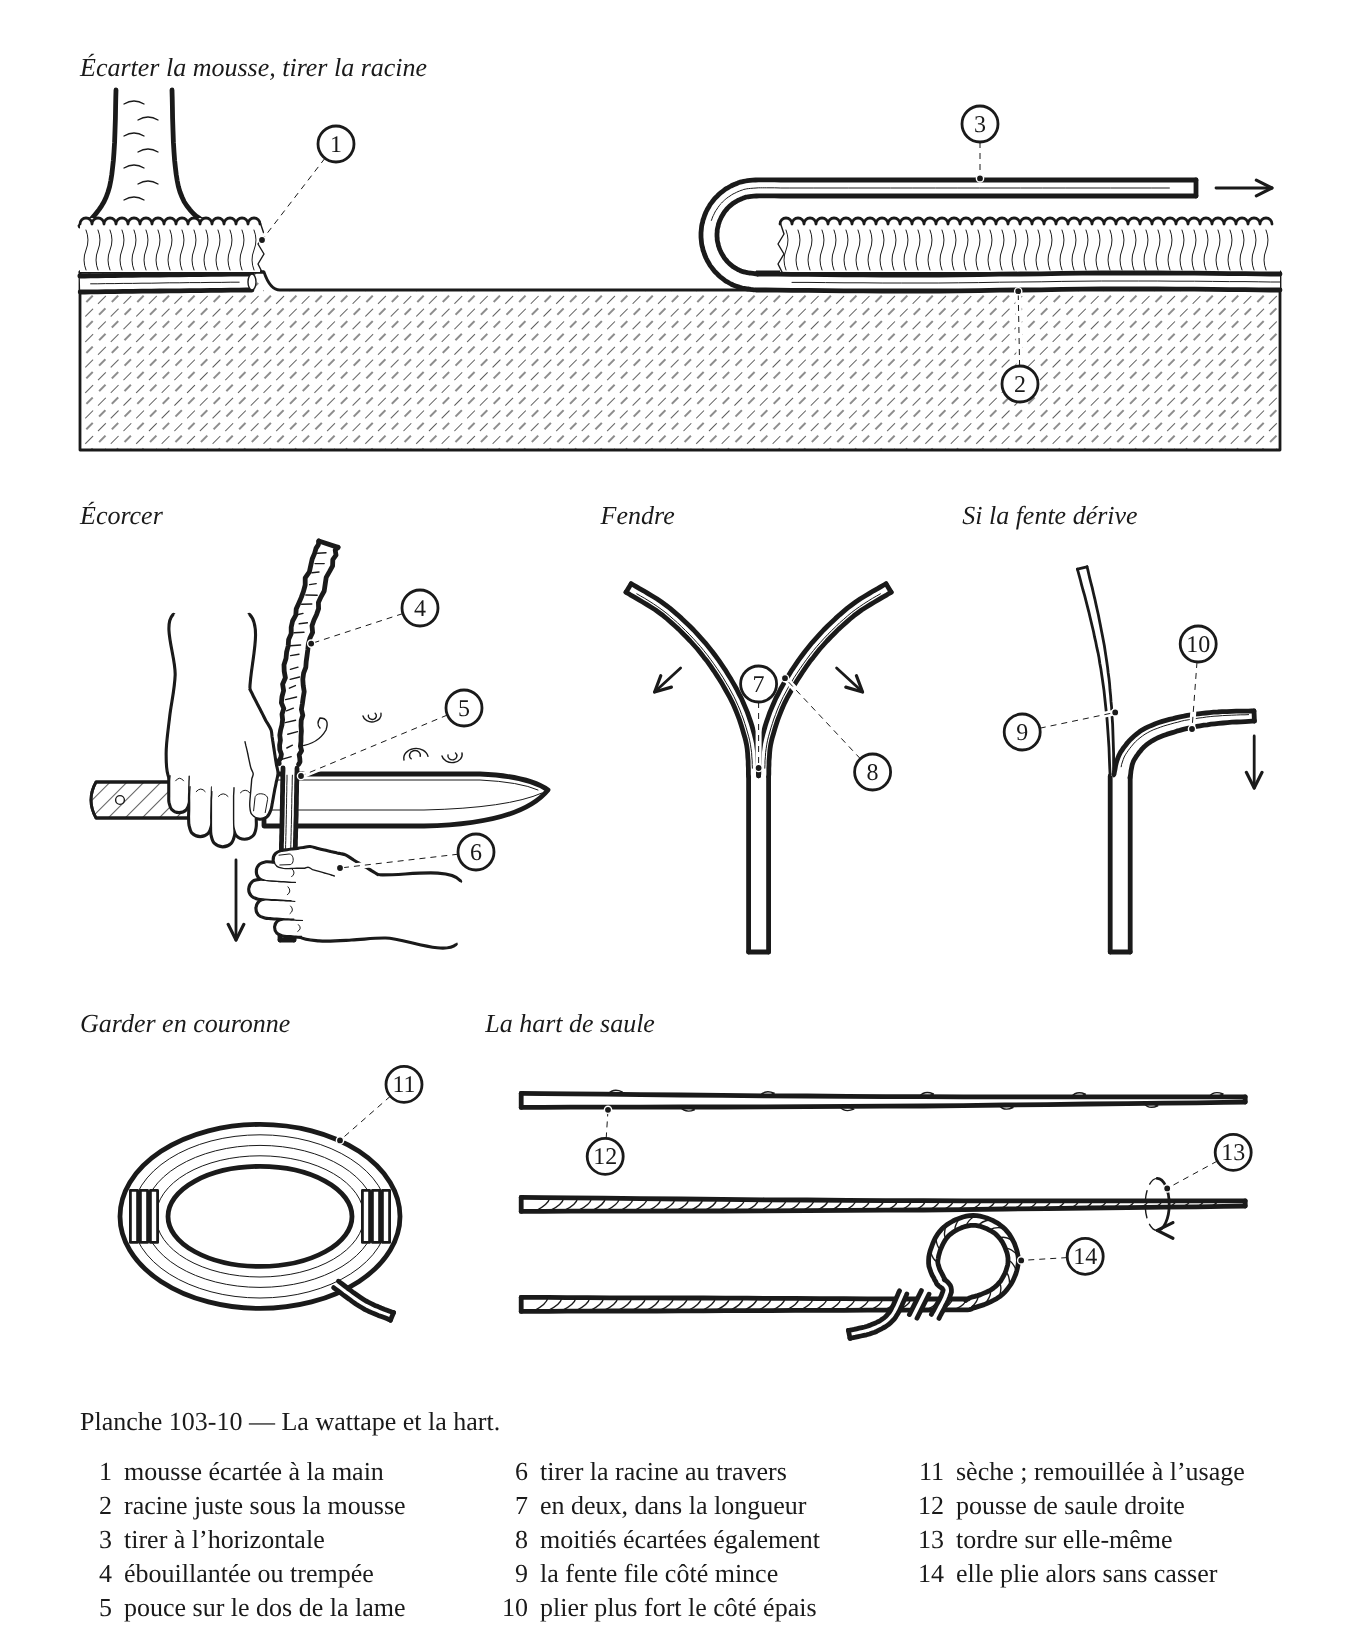 Écarter la mousse, tirer la racine
1
3
2
Écorcer
Fendre
Si la fente dérive
4
5
6
7
8
9
10
Garder en couronne
La hart de saule
11
12
13
14
Planche 103-10 — La wattape et la hart.
1 mousse écartée à la main
2 racine juste sous la mousse
3 tirer à l’horizontale
4 ébouillantée ou trempée
5 pouce sur le dos de la lame
6 tirer la racine au travers
7 en deux, dans la longueur
8 moitiés écartées également
9 la fente file côté mince
10 plier plus fort le côté épais
11 sèche ; remouillée à l’usage
12 pousse de saule droite
13 tordre sur elle-même
14 elle plie alors sans casser